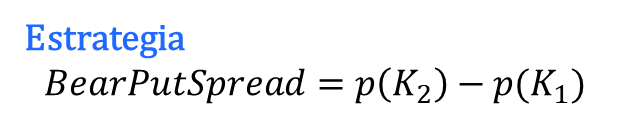 Estrategia
BearPutSpread = p(K₂) − p(K₁)